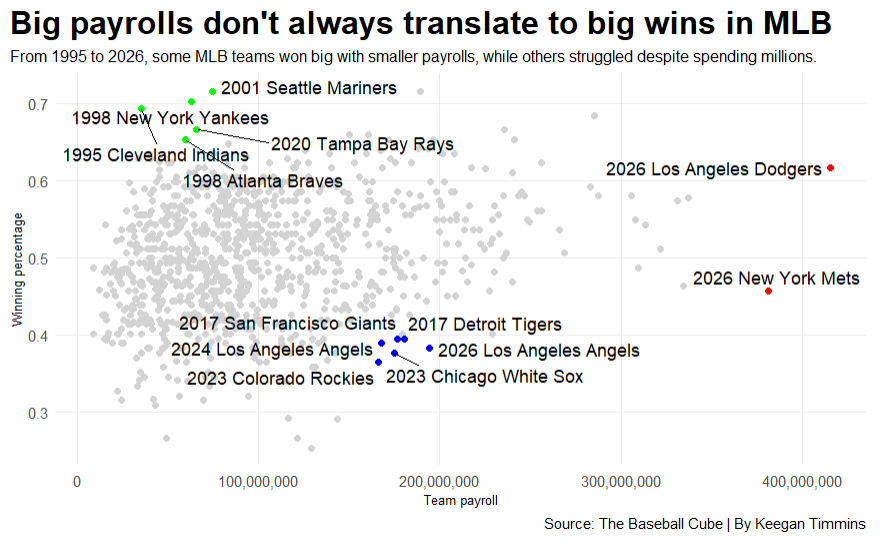 Big payrolls don't always translate to big wins in MLB
From 1995 to 2026, some MLB teams won big with smaller payrolls, while others struggled despite spending millions.
Winning percentage
0.7
0.6
0.5
0.4
0.3
2001 Seattle Mariners
1998 New York Yankees
2020 Tampa Bay Rays
1995 Cleveland Indians
1998 Atlanta Braves
2026 Los Angeles Dodgers
2026 New York Mets
2017 San Francisco Giants
2017 Detroit Tigers
2024 Los Angeles Angels
2026 Los Angeles Angels
2023 Colorado Rockies
2023 Chicago White Sox
0
100,000,000
200,000,000
300,000,000
400,000,000
Team payroll
Source: The Baseball Cube | By Keegan Timmins